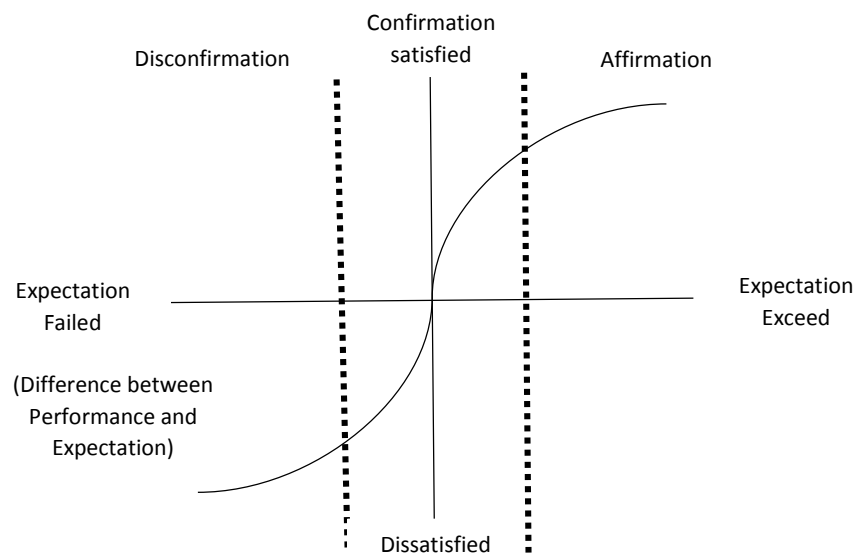 Confirmation
satisfied
Disconfirmation
Affirmation
Expectation
Failed
Expectation
Exceed
(Difference between
Performance and
Expectation)
Dissatisfied